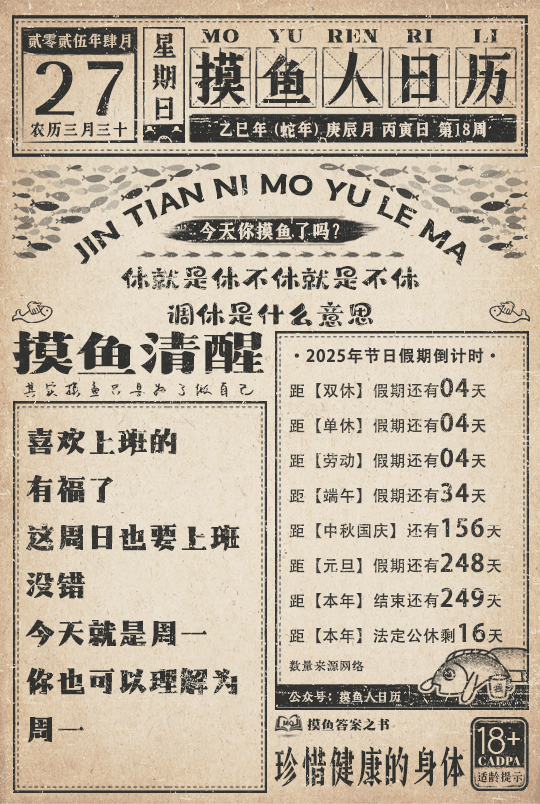 贰零贰伍年肆月
27
农历三月三十
星期日
MO YU REN RI LI
摸鱼人日历
乙巳年 (蛇年) 庚辰月 丙寅日 第18周
JIN TIAN NI MO YU LE MA
今天你摸鱼了吗?
休就是休不休就是不休
调休是什么意思
摸鱼清醒
其实摸鱼只是为了做自己
喜欢上班的
有福了
这周日也要上班
没错
今天就是周一
你也可以理解为
周一
·2025年节日假期倒计时·
距【双休】假期还有04天
距【单休】假期还有04天
距【劳动】假期还有04天
距【端午】假期还有34天
距【中秋国庆】还有156天
距【元旦】假期还有248天
距【本年】结束还有249天
距【本年】法定公休剩16天
数量来源网络
公众号: 摸鱼人日历
摸鱼答案之书
珍惜健康的身体
18+
CADPA
适龄提示